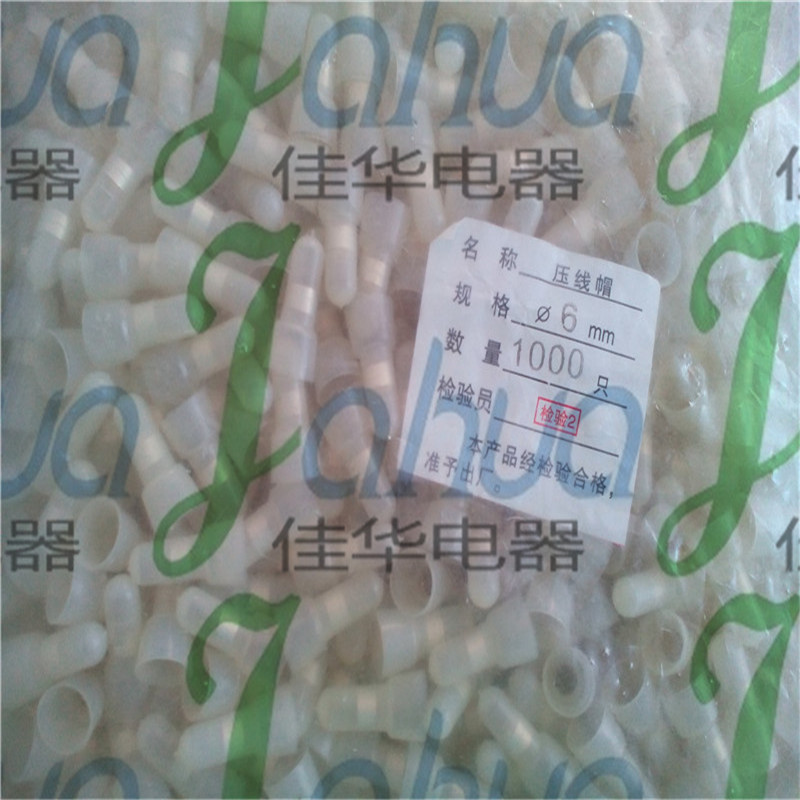 Jahua
佳华电器
器
名 称 压线帽
规 格 ø 6 mm
数 量 1000 只
检验员 检验2
本产品经检验合格,
准予出厂。
Jahua
佳华电器
器
Jahua